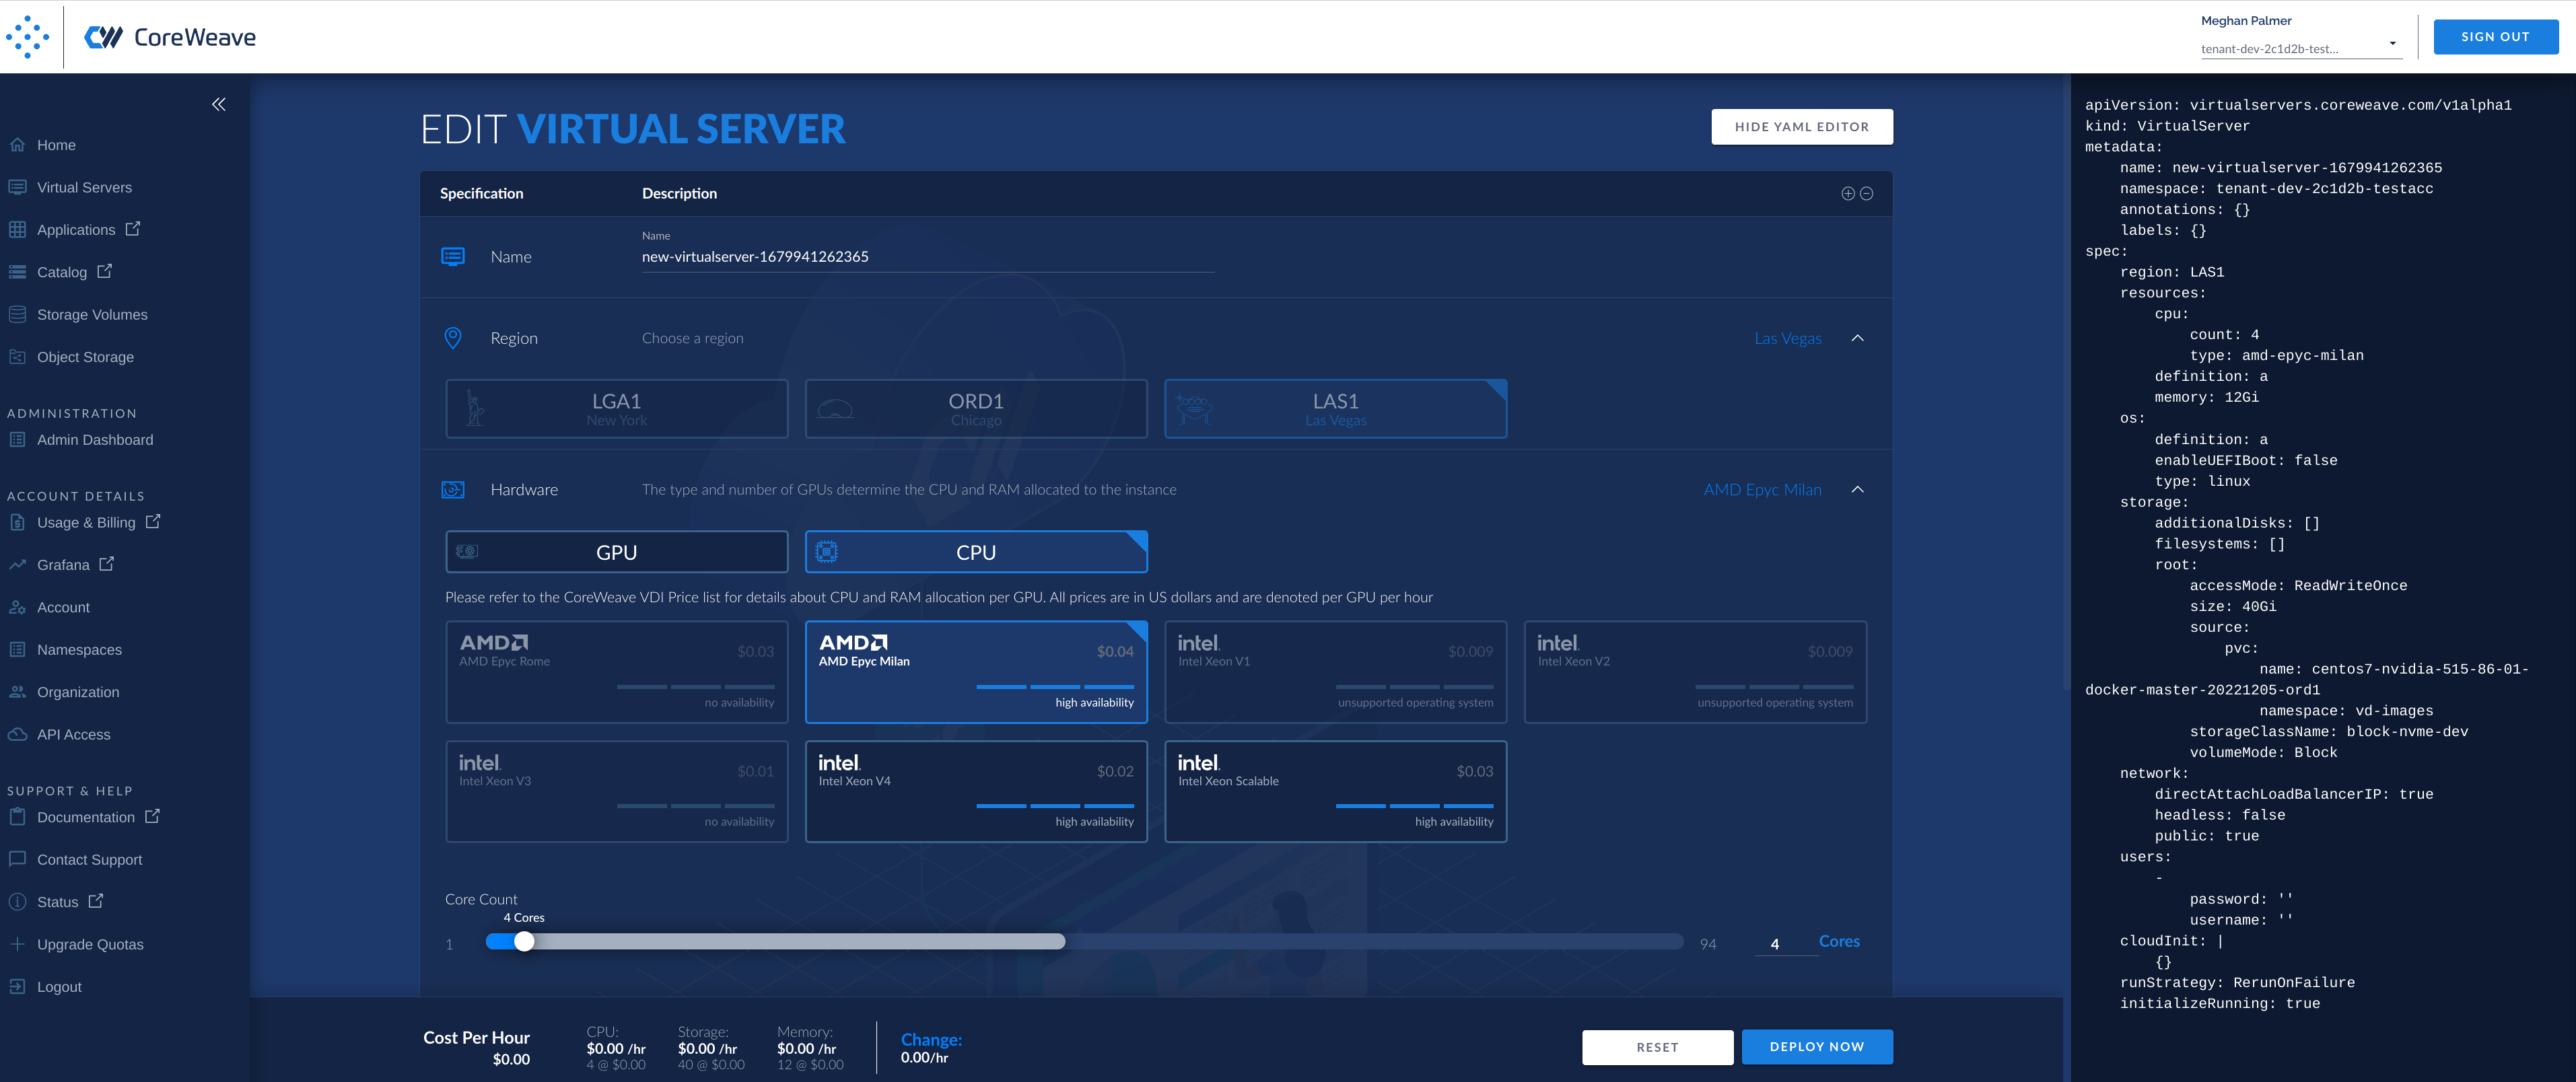 CoreWeave
Meghan Palmer
tenant-dev-2c1d2b-test...
SIGN OUT
Home
Virtual Servers
Applications
Catalog
Storage Volumes
Object Storage
ADMINISTRATION
Admin Dashboard
ACCOUNT DETAILS
Usage & Billing
Grafana
Account
Namespaces
Organization
API Access
SUPPORT & HELP
Documentation
Contact Support
Status
Upgrade Quotas
Logout
EDIT VIRTUAL SERVER
HIDE YAML EDITOR
Specification Description
Name
Name
new-virtualserver-1679941262365
Region Choose a region Las Vegas
LGA1
New York
ORD1
Chicago
LAS1
Las Vegas
Hardware The type and number of GPUs determine the CPU and RAM allocated to the instance AMD Epyc Milan
GPU
CPU
Please refer to the CoreWeave VDI Price list for details about CPU and RAM allocation per GPU. All prices are in US dollars and are denoted per GPU per hour
AMD
AMD Epyc Rome
$0.03
no availability
AMD
AMD Epyc Milan
$0.04
high availability
intel.
Intel Xeon V1
$0.009
unsupported operating system
intel.
Intel Xeon V2
$0.009
unsupported operating system
intel.
Intel Xeon V3
$0.01
no availability
intel.
Intel Xeon V4
$0.02
high availability
intel.
Intel Xeon Scalable
$0.03
high availability
Core Count
4 Cores
1
94
4
Cores
Cost Per Hour
$0.00
CPU:
$0.00 /hr
4 @ $0.00
Storage:
$0.00 /hr
40 @ $0.00
Memory:
$0.00 /hr
12 @ $0.00
Change:
0.00/hr
RESET
DEPLOY NOW
apiVersion: virtualservers.coreweave.com/v1alpha1
kind: VirtualServer
metadata:
name: new-virtualserver-1679941262365
namespace: tenant-dev-2c1d2b-testacc
annotations: {}
labels: {}
spec:
region: LAS1
resources:
cpu:
count: 4
type: amd-epyc-milan
definition: a
memory: 12Gi
os:
definition: a
enableUEFIBoot: false
type: linux
storage:
additionalDisks: []
filesystems: []
root:
accessMode: ReadWriteOnce
size: 40Gi
source:
pvc:
name: centos7-nvidia-515-86-01-
docker-master-20221205-ord1
namespace: vd-images
storageClassName: block-nvme-dev
volumeMode: Block
network:
directAttachLoadBalancerIP: true
headless: false
public: true
users:
-
password: ''
username: ''
cloudInit: |
{}
runStrategy: RerunOnFailure
initializeRunning: true